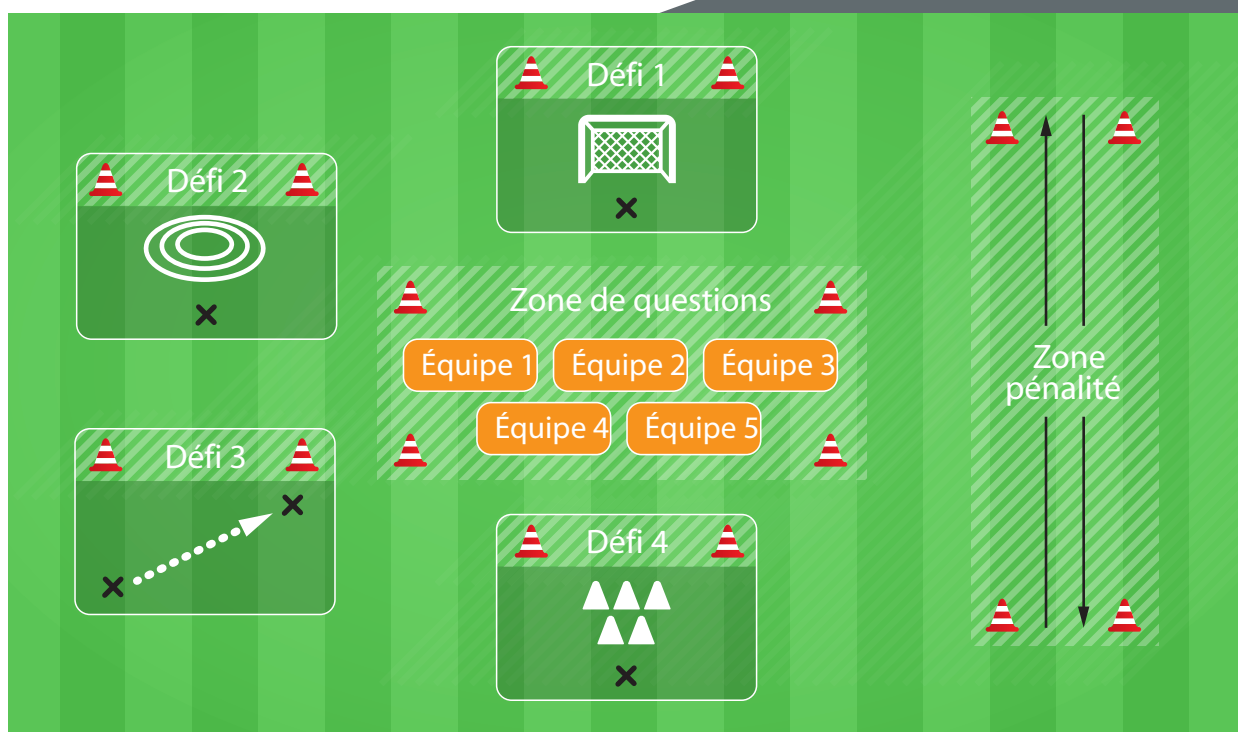 Défi 1
Défi 2
Zone de questions
Équipe 1
Équipe 2
Équipe 3
Équipe 4
Équipe 5
Zone
pénalité
Défi 3
Défi 4